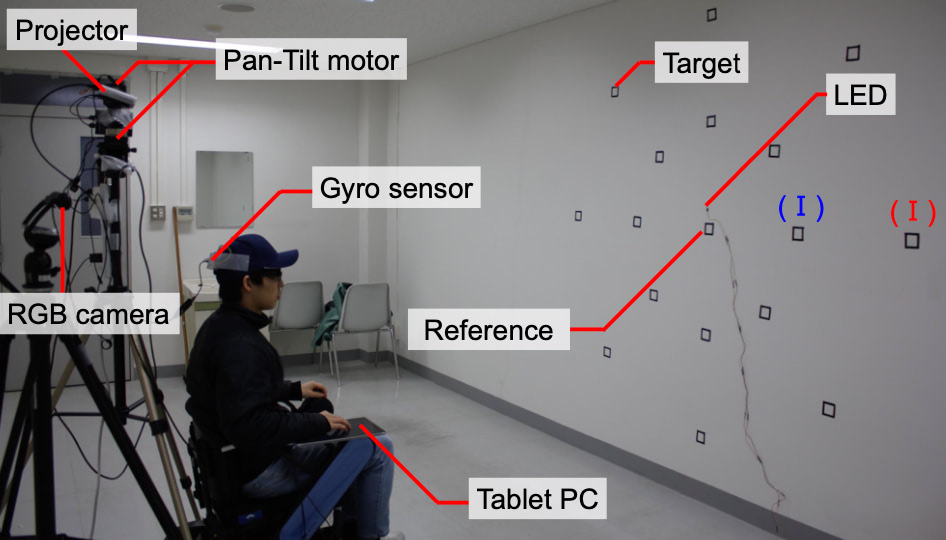 Projector
Pan-Tilt motor
Target
LED
Gyro sensor
(I)
(I)
RGB camera
Reference
Tablet PC